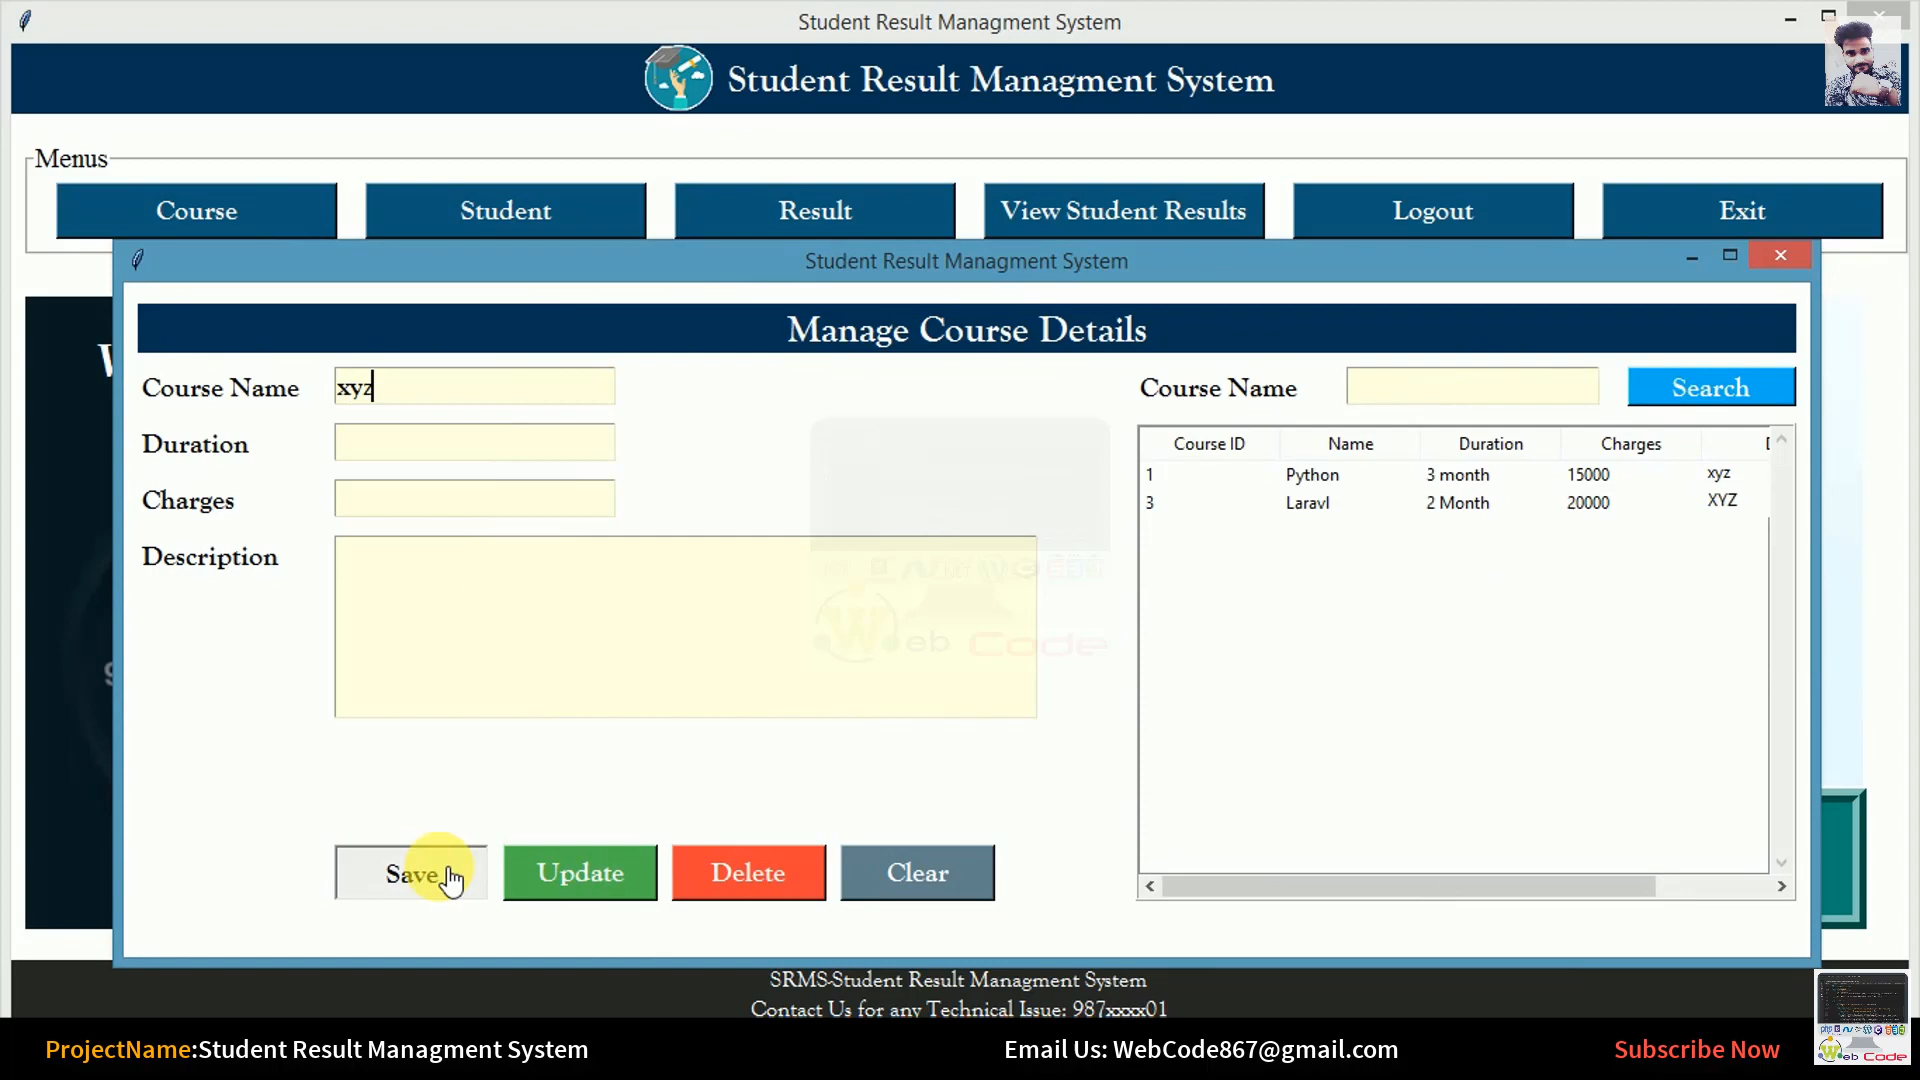 Student Result Managment System
Student Result Managment System
Menus
Course Student Result View Student Results Logout Exit
Student Result Managment System
Manage Course Details
Course Name xyz Course Name Search
Duration
Course ID Name Duration Charges
1 Python 3 month 15000 xyz
Charges
3 Laravl 2 Month 20000 XYZ
Description
Web Code
Save Update Delete Clear
SRMS-Student Result Managment System
Contact Us for any Technical Issue: 987xxxx01
ProjectName:Student Result Managment System Email Us: WebCode867@gmail.com Subscribe Now
Web Code